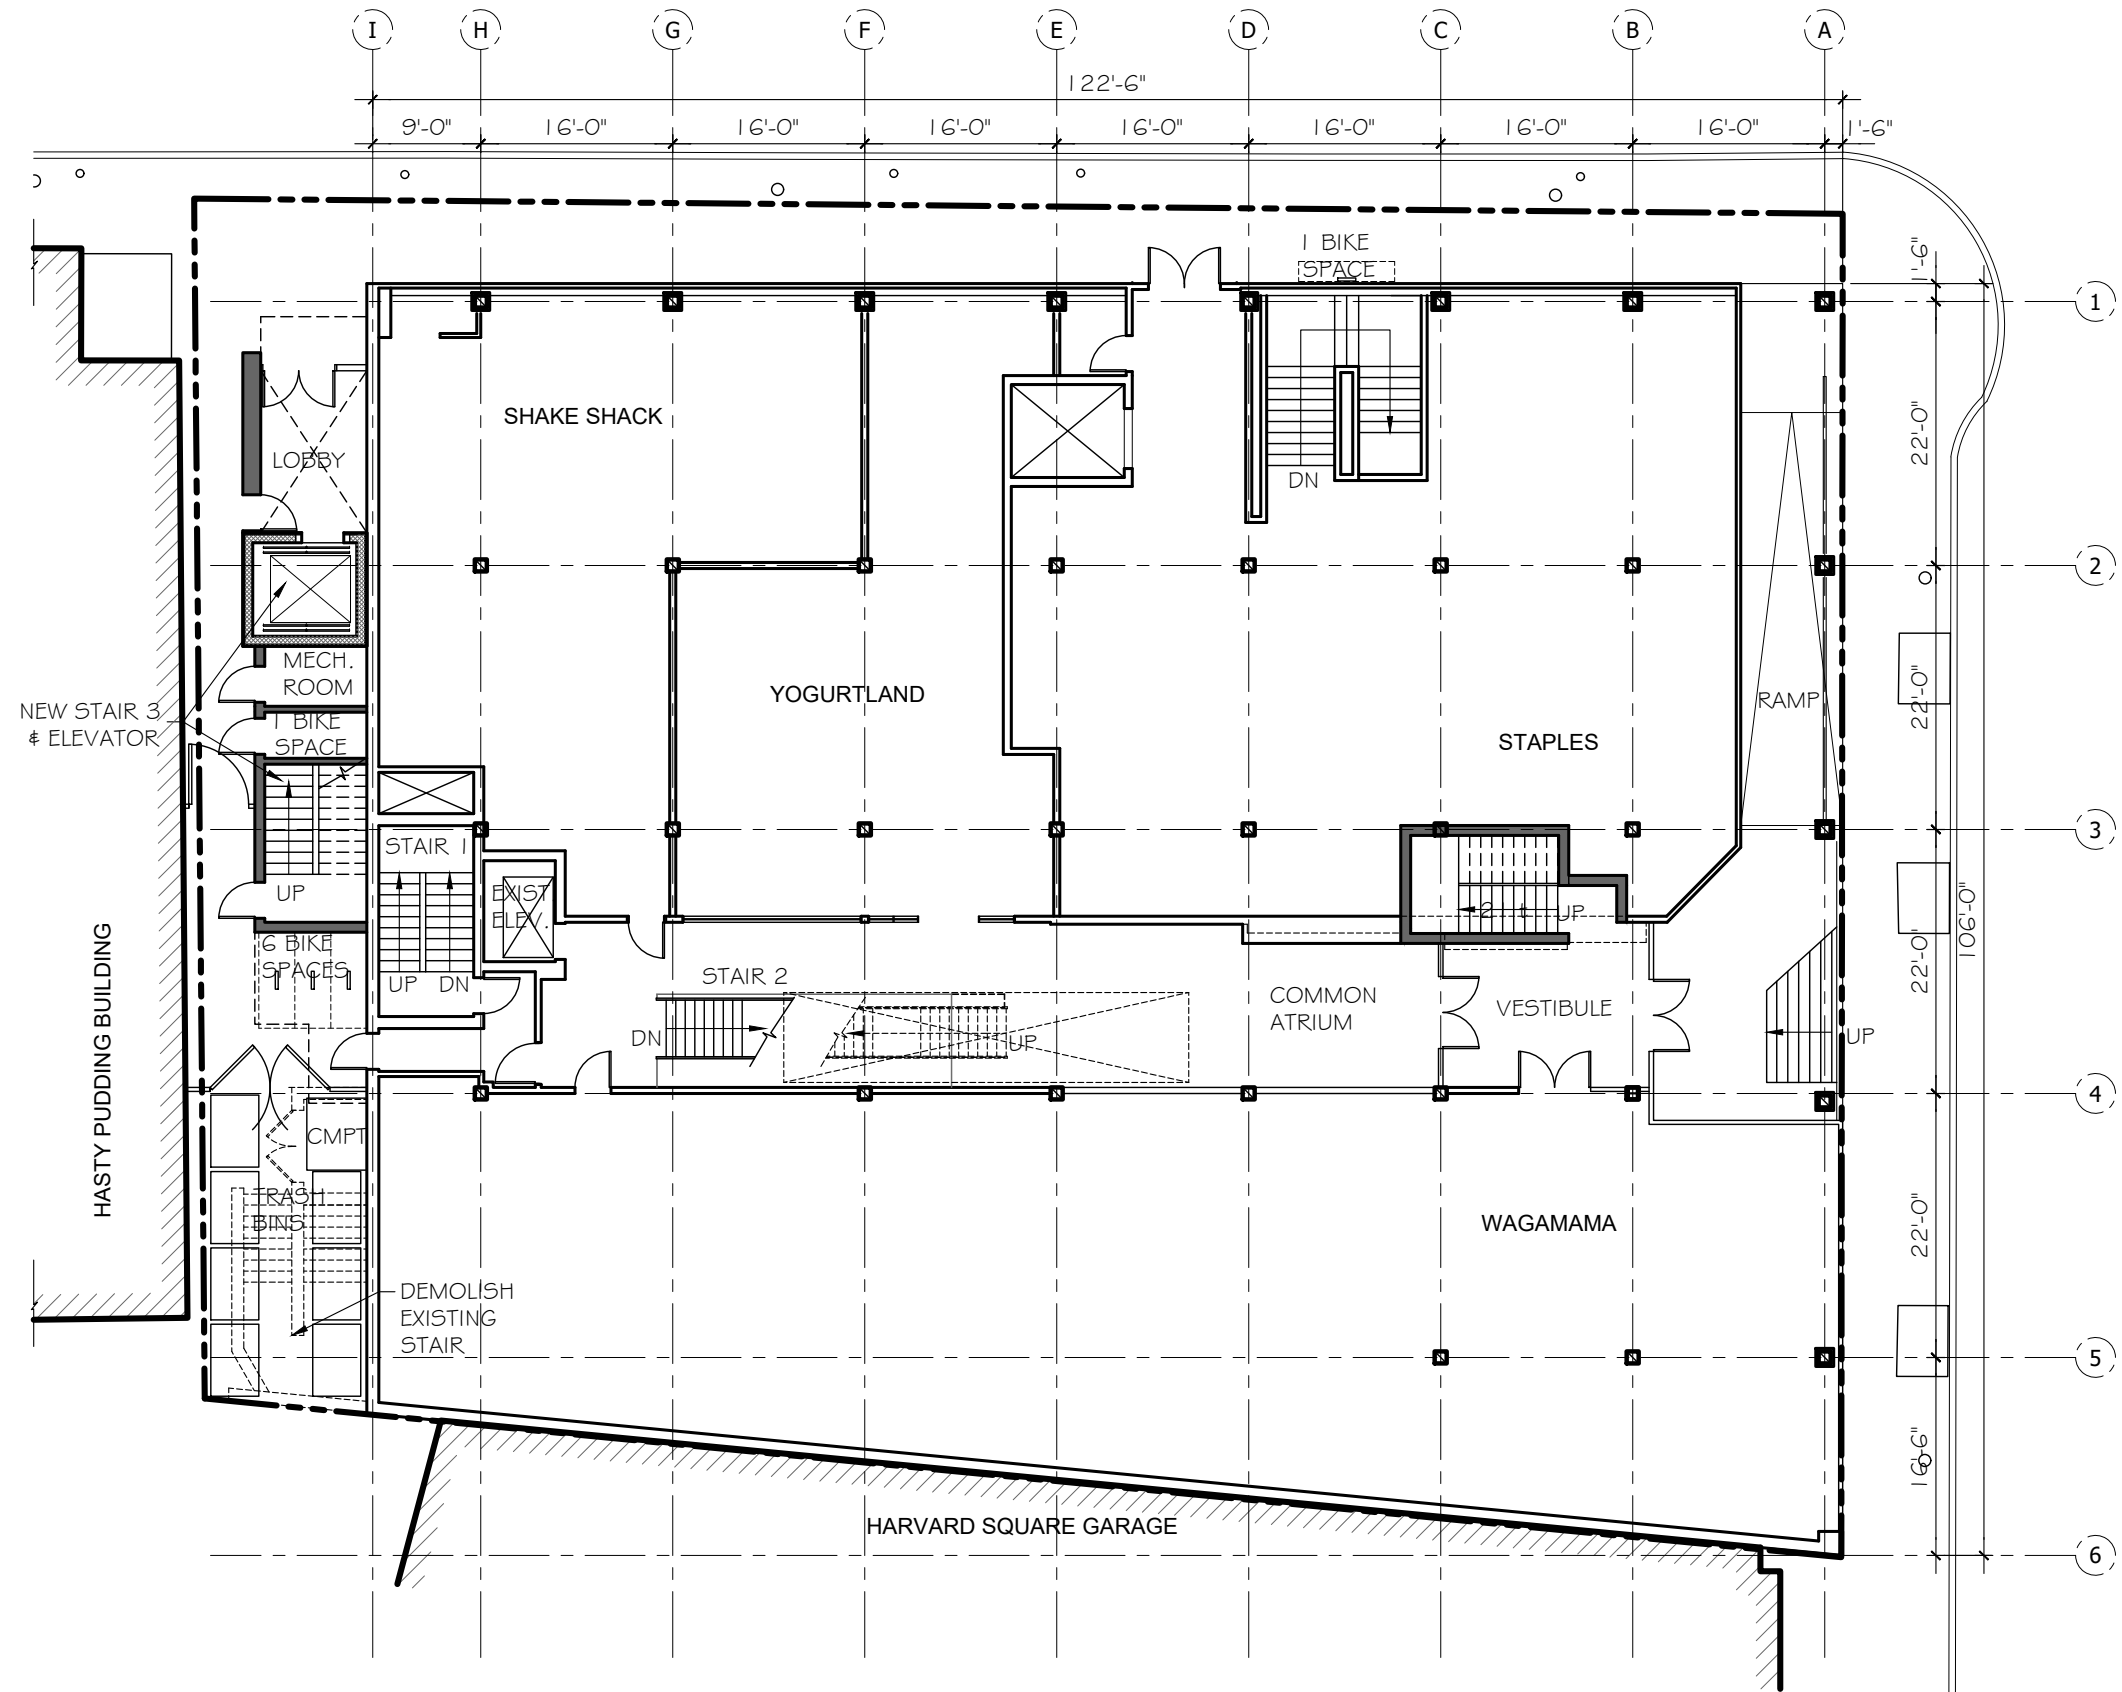 I H G F E D C B A
122'-6"
9'-0" 16'-0" 16'-0" 16'-0" 16'-0" 16'-0" 16'-0" 16'-0" 1'-6"
1 BIKE
SPACE
1'-6"
1
SHAKE SHACK
22'-0"
LOBBY
DN
2
MECH.
ROOM
YOGURTLAND
22'-0"
RAMP
NEW STAIR 3
& ELEVATOR
1 BIKE
SPACE
STAPLES
3
STAIR 1
UP
EXIST
ELEV.
UP
106'-0"
HASTY PUDDING BUILDING
6 BIKE
SPACES
UP DN
STAIR 2
22'-0"
COMMON
ATRIUM
VESTIBULE
DN
UP
UP
4
CMPT
TRASH
BINS
WAGAMAMA
22'-0"
DEMOLISH
EXISTING
STAIR
5
16'-6"
HARVARD SQUARE GARAGE
6